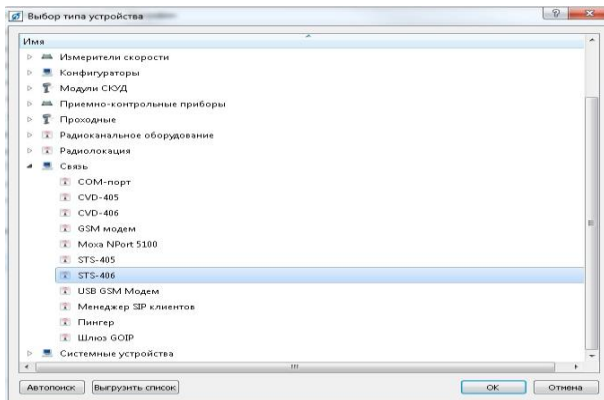 Выбор типа устройства
Имя
Измерители скорости
Конфигураторы
Модули СКУД
Приемно-контрольные приборы
Проходные
Радиоканальное оборудование
Радиолокация
Связь
COM-порт
CVD-405
CVD-406
GSM модем
Moxa NPort 5100
STS-405
STS-406
USB GSM Модем
Менеджер SIP клиентов
Пингер
Шлюз GOIP
Системные устройства
Автопоиск Выгрузить список OK Отмена